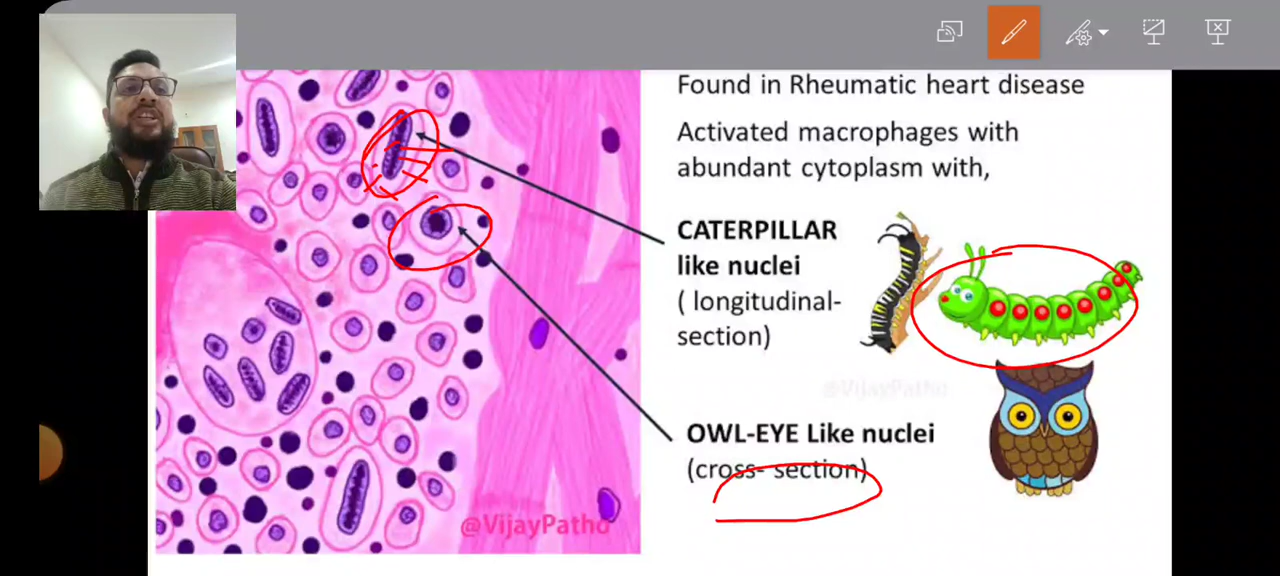 Found in Rheumatic heart disease
Activated macrophages with
abundant cytoplasm with,
CATERPILLAR
like nuclei
( longitudinal-
section)
@VijayPatho
OWL-EYE Like nuclei
(cross- section)
@VijayPatho